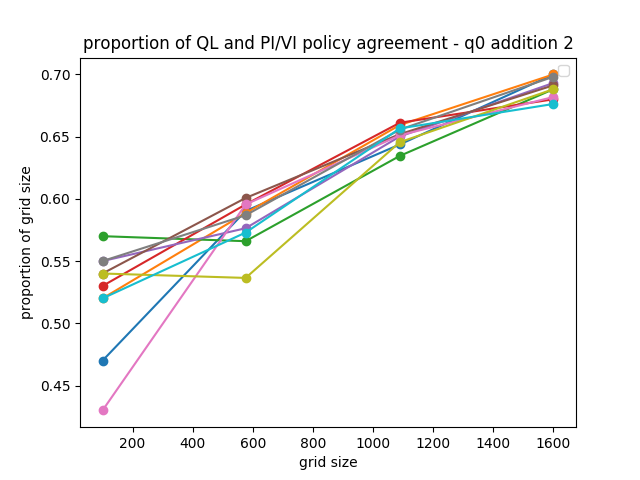 proportion of QL and PI/VI policy agreement - q0 addition 2
0.70
0.65
0.60
0.55
0.50
0.45
proportion of grid size
200 400 600 800 1000 1200 1400 1600
grid size